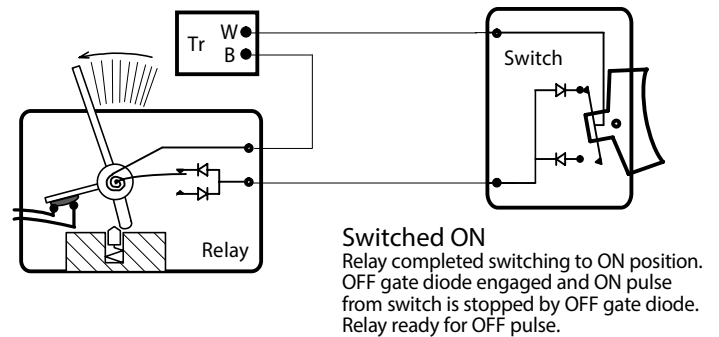 Tr
W
B
Switch
Relay
Switched ON
Relay completed switching to ON position.
OFF gate diode engaged and ON pulse
from switch is stopped by OFF gate diode.
Relay ready for OFF pulse.